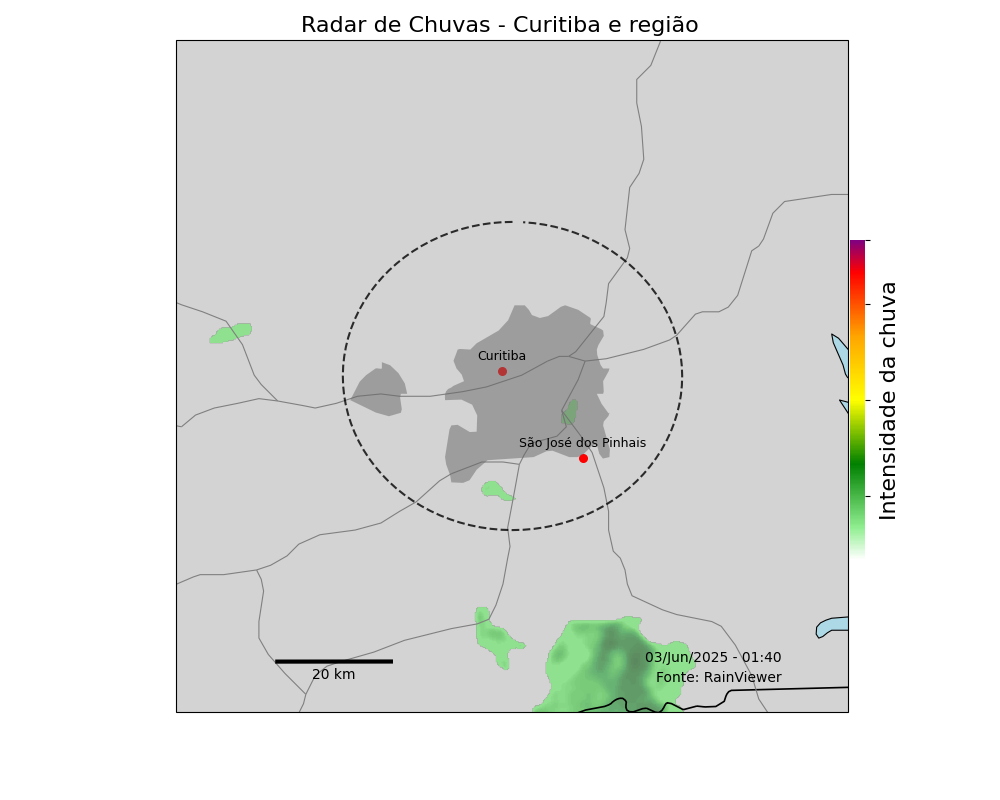 Radar de Chuvas - Curitiba e região
Curitiba
Intensidade da chuva
São José dos Pinhais
03/Jun/2025 - 01:40
20 km
Fonte: RainViewer